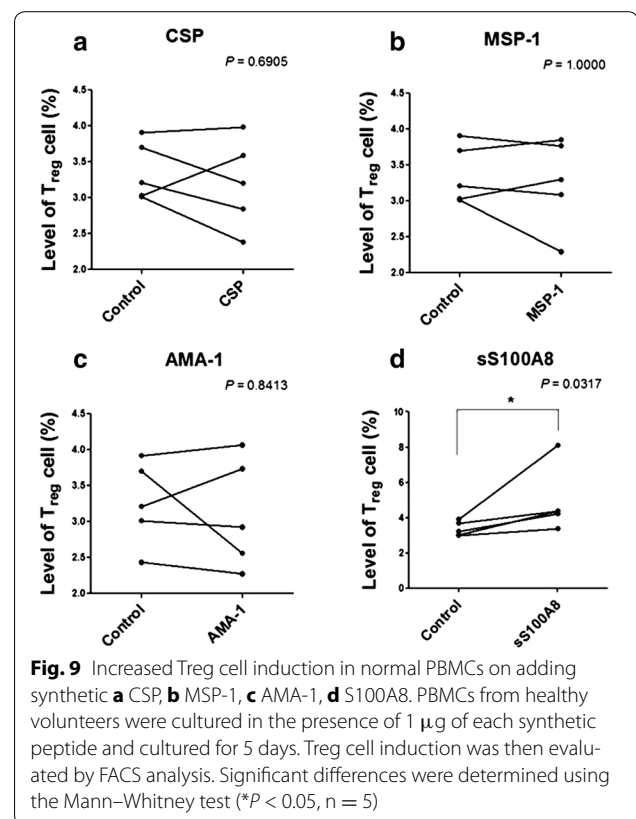 a CSP
P = 0.6905
Level of Treg cell (%)
4.5
4.0
3.5
3.0
2.5
2.0
Control
CSP
b MSP-1
P = 1.0000
Level of Treg cell (%)
4.5
4.0
3.5
3.0
2.5
2.0
Control
MSP-1
c AMA-1
P = 0.8413
Level of Treg cell (%)
4.5
4.0
3.5
3.0
2.5
2.0
Control
AMA-1
d sS100A8
P = 0.0317
*
Level of Treg cell (%)
10
8
6
4
2
0
Control
sS100A8
Fig. 9 Increased Treg cell induction in normal PBMCs on adding
synthetic a CSP, b MSP-1, c AMA-1, d S100A8. PBMCs from healthy
volunteers were cultured in the presence of 1 μg of each synthetic
peptide and cultured for 5 days. Treg cell induction was then evalu-
ated by FACS analysis. Significant differences were determined using
the Mann–Whitney test (*P < 0.05, n = 5)